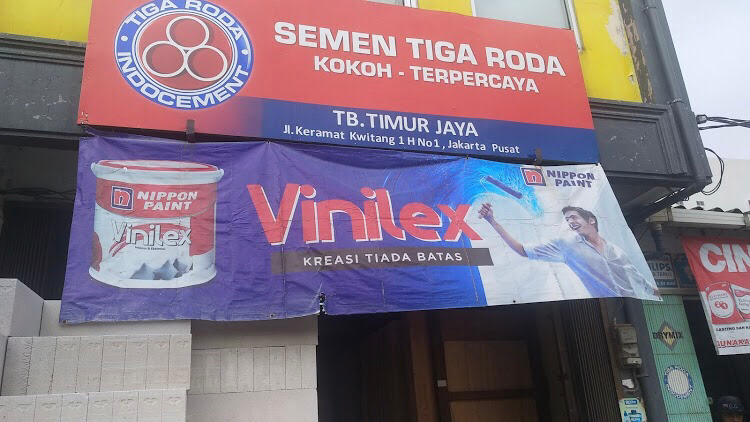 TIGA RODA
INDOCEMENT
SEMEN TIGA RODA
KOKOH - TERPERCAYA
TB.TIMUR JAYA
Jl.Keramat Kwitang 1 H No1, Jakarta Pusat
NIPPON
PAINT
Vinilex
Vinilex
KREASI TIADA BATAS
NIPPON
PAINT
CIN
DRYMIX